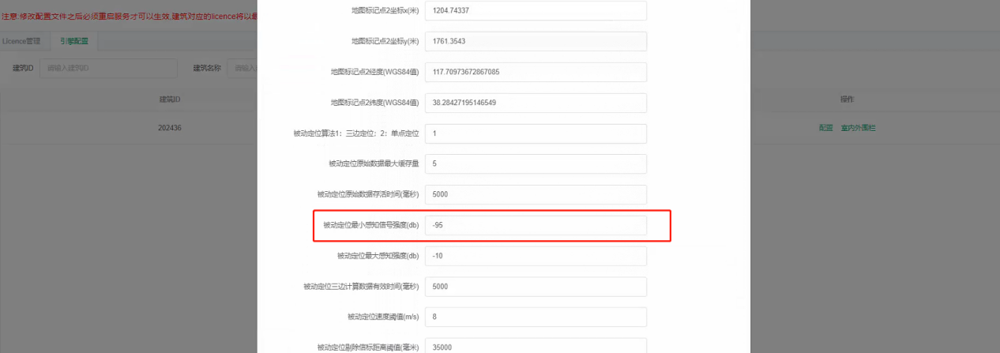 注意:修改配置文件之后必须重启服务才可以生效,建筑对应的licence将以最
Licence管理 引擎配置
建筑ID 请输入建筑ID 建筑名称 请输入
建筑ID 操作
202436 配置 室内外围栏
地图标记点2坐标x(米) 1204.74337
地图标记点2坐标y(米) 1761.3543
地图标记点2经度(WGS84值) 117.70973672867085
地图标记点2纬度(WGS84值) 38.28427195146549
被动定位算法1：三边定位；2：单点定位 1
被动定位原始数据最大缓存量 5
被动定位原始数据存活时间(毫秒) 5000
被动定位最小感知信号强度(db) -95
被动定位最大感知强度(db) -10
被动定位三边计算数据有效时间(毫秒) 5000
被动定位速度阈值(m/s) 8
被动定位剔除信标距离阈值(毫米) 35000